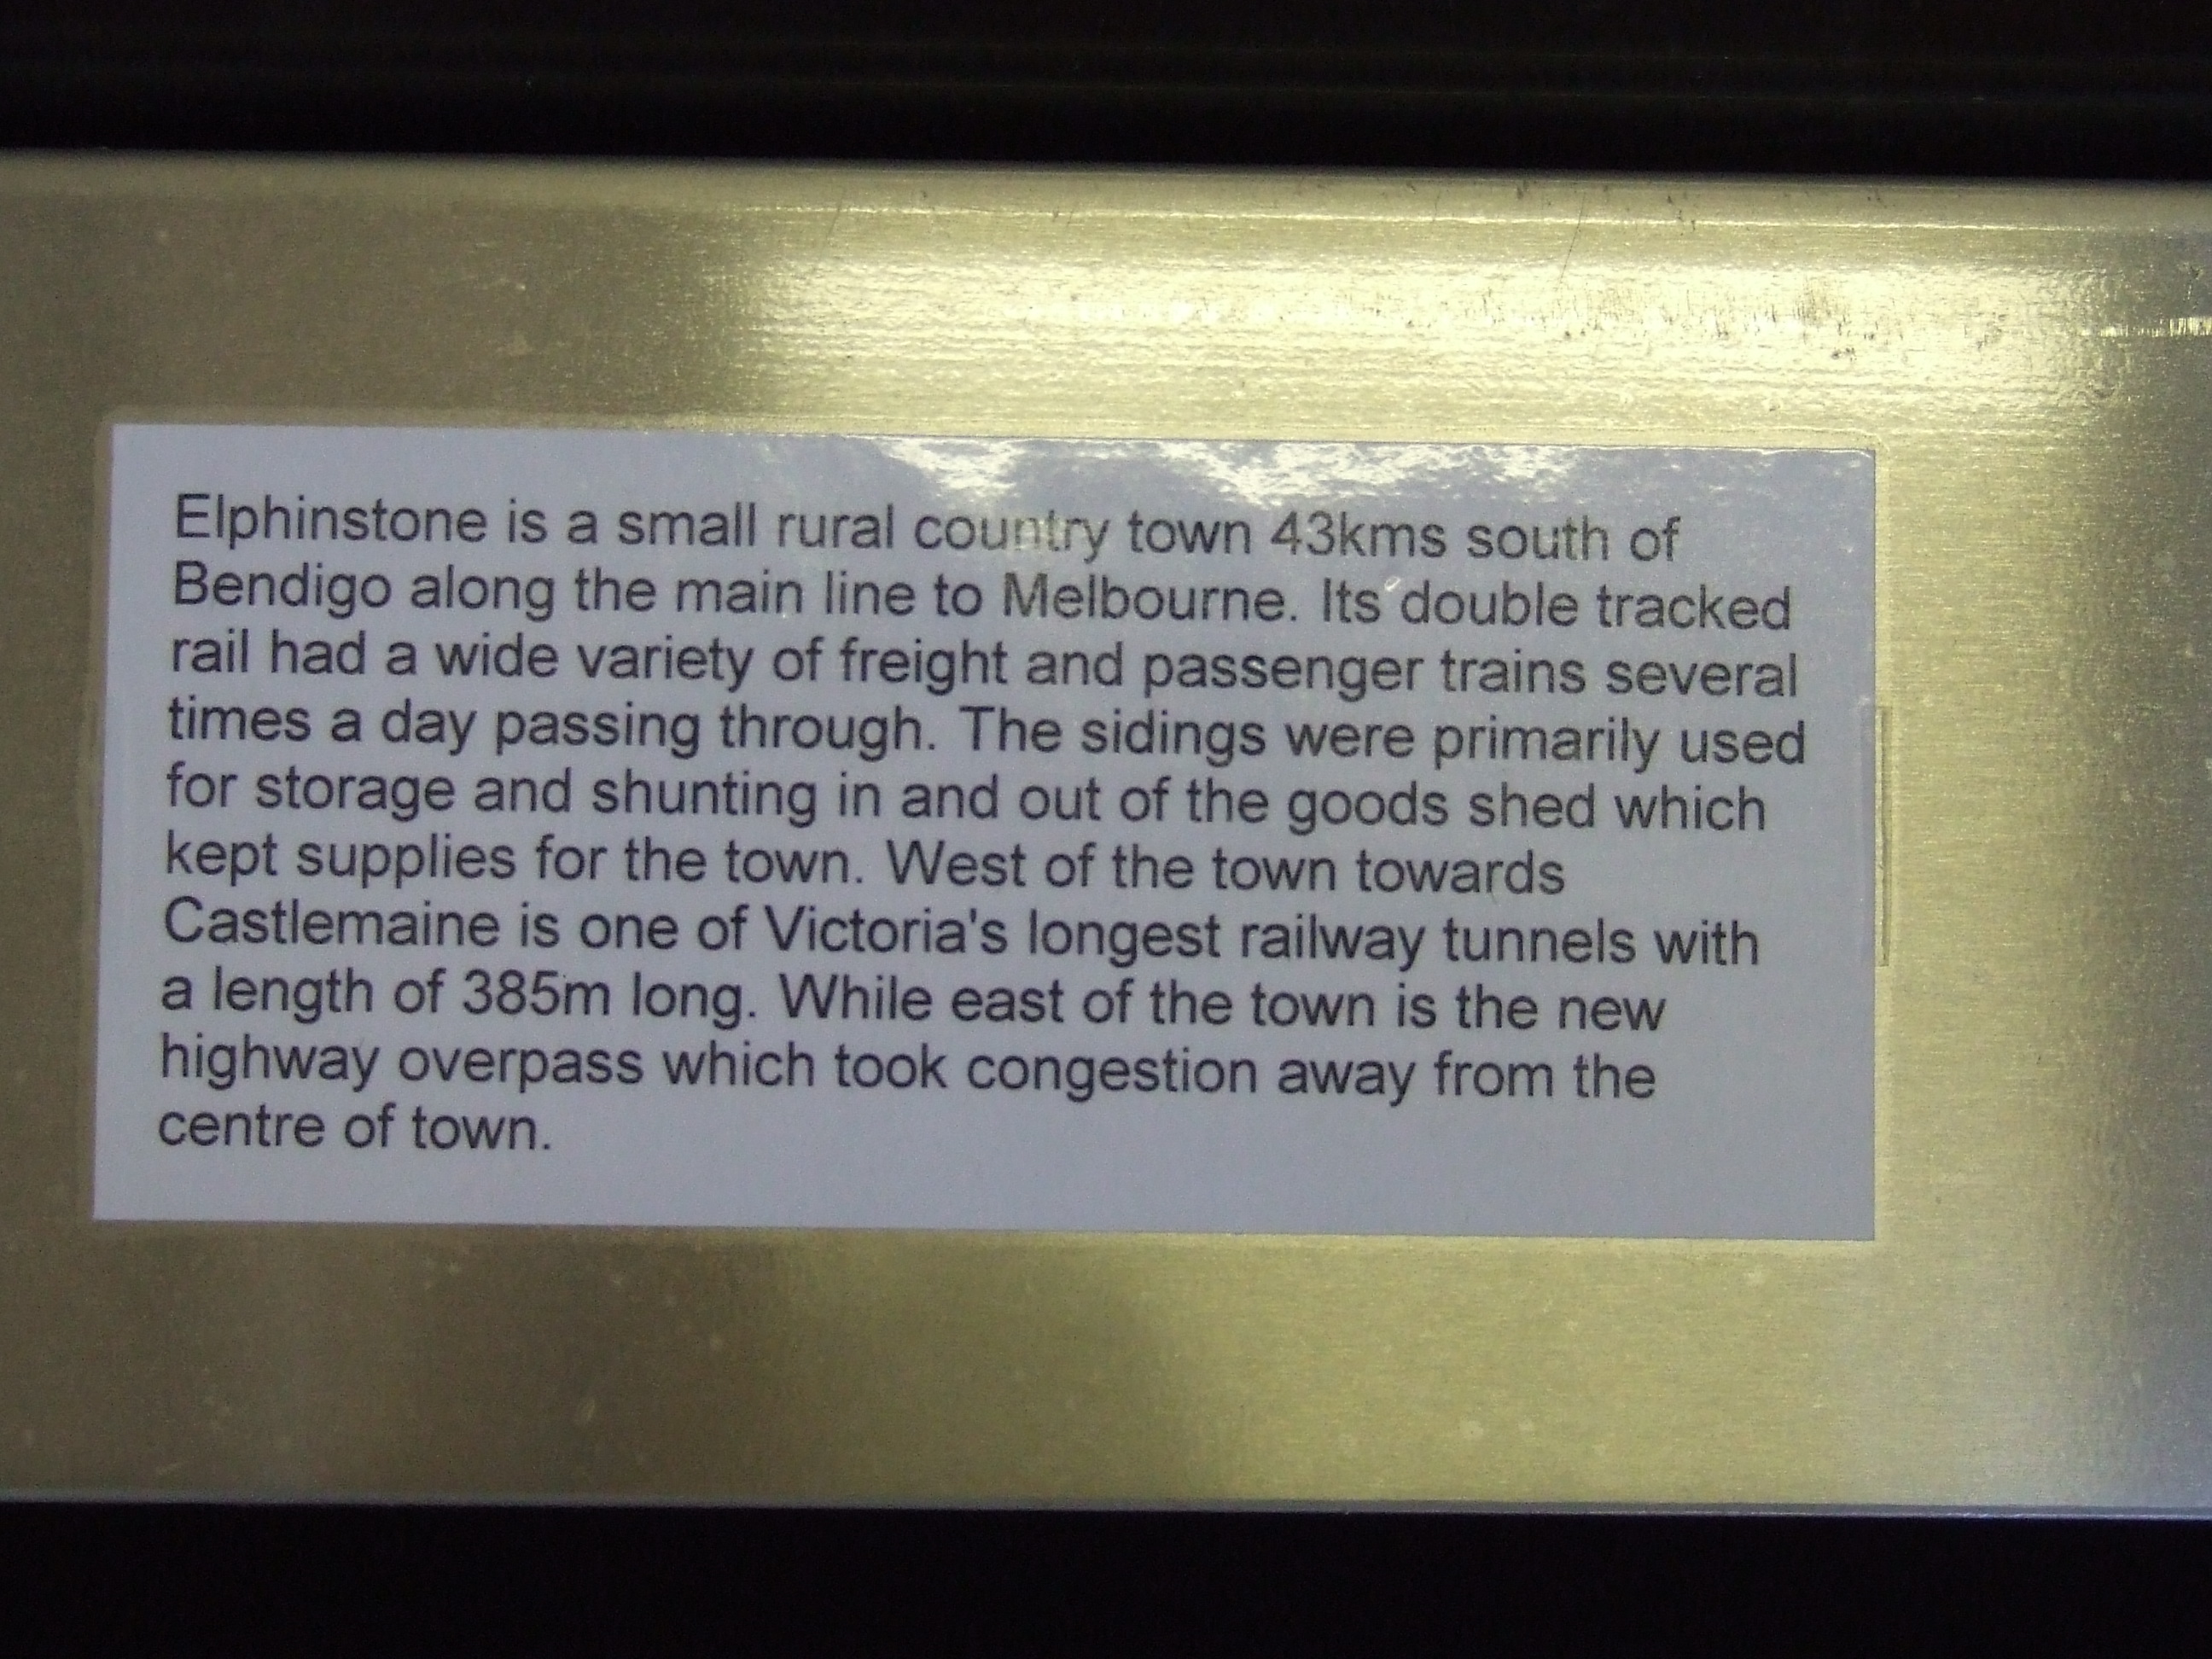 Elphinstone is a small rural country town 43kms south of
Bendigo along the main line to Melbourne. Its double tracked
rail had a wide variety of freight and passenger trains several
times a day passing through. The sidings were primarily used
for storage and shunting in and out of the goods shed which
kept supplies for the town. West of the town towards
Castlemaine is one of Victoria's longest railway tunnels with
a length of 385m long. While east of the town is the new
highway overpass which took congestion away from the
centre of town.